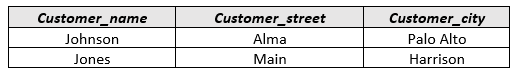 Customer_name Customer_street Customer_city
Johnson Alma Palo Alto
Jones Main Harrison